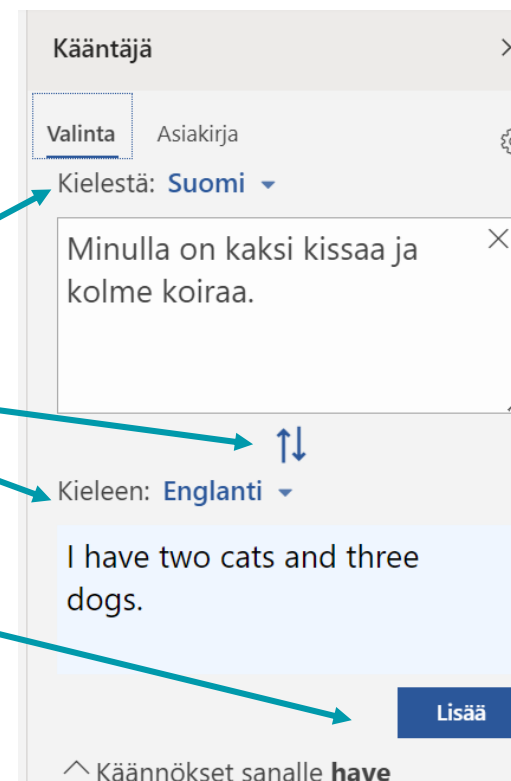 Kääntäjä
Valinta Asiakirja
Kielestä: Suomi
Minulla on kaksi kissaa ja
kolme koiraa.
Kieleen: Englanti
I have two cats and three
dogs.
Lisää
Käännökset sanalle have